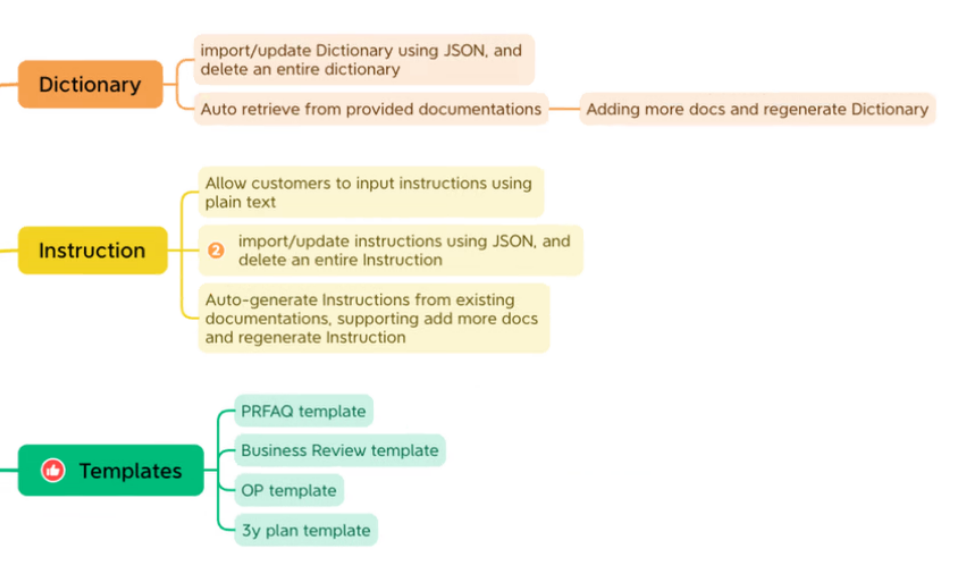 Dictionary
import/update Dictionary using JSON, and
delete an entire dictionary
Auto retrieve from provided documentations
Adding more docs and regenerate Dictionary
Instruction
Allow customers to input instructions using
plain text
2
import/update instructions using JSON, and
delete an entire Instruction
Auto-generate Instructions from existing
documentations, supporting add more docs
and regenerate Instruction
Templates
PRFAQ template
Business Review template
OP template
3y plan template